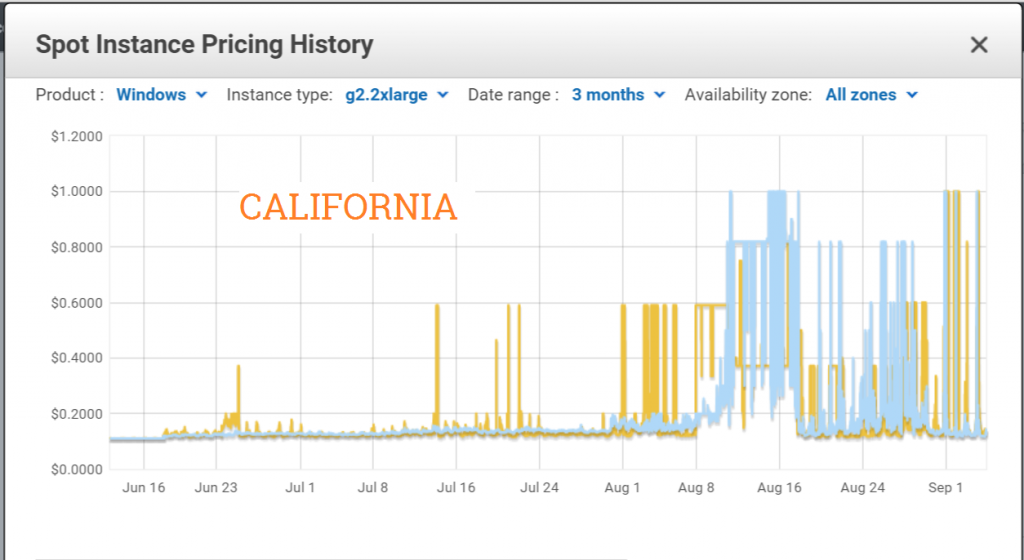 Spot Instance Pricing History
Product : Windows Instance type: g2.2xlarge Date range : 3 months Availability zone: All zones
$1.2000
$1.0000
CALIFORNIA
$0.8000
$0.6000
$0.4000
$0.2000
$0.0000
Jun 16 Jun 23 Jul 1 Jul 8 Jul 16 Jul 24 Aug 1 Aug 8 Aug 16 Aug 24 Sep 1